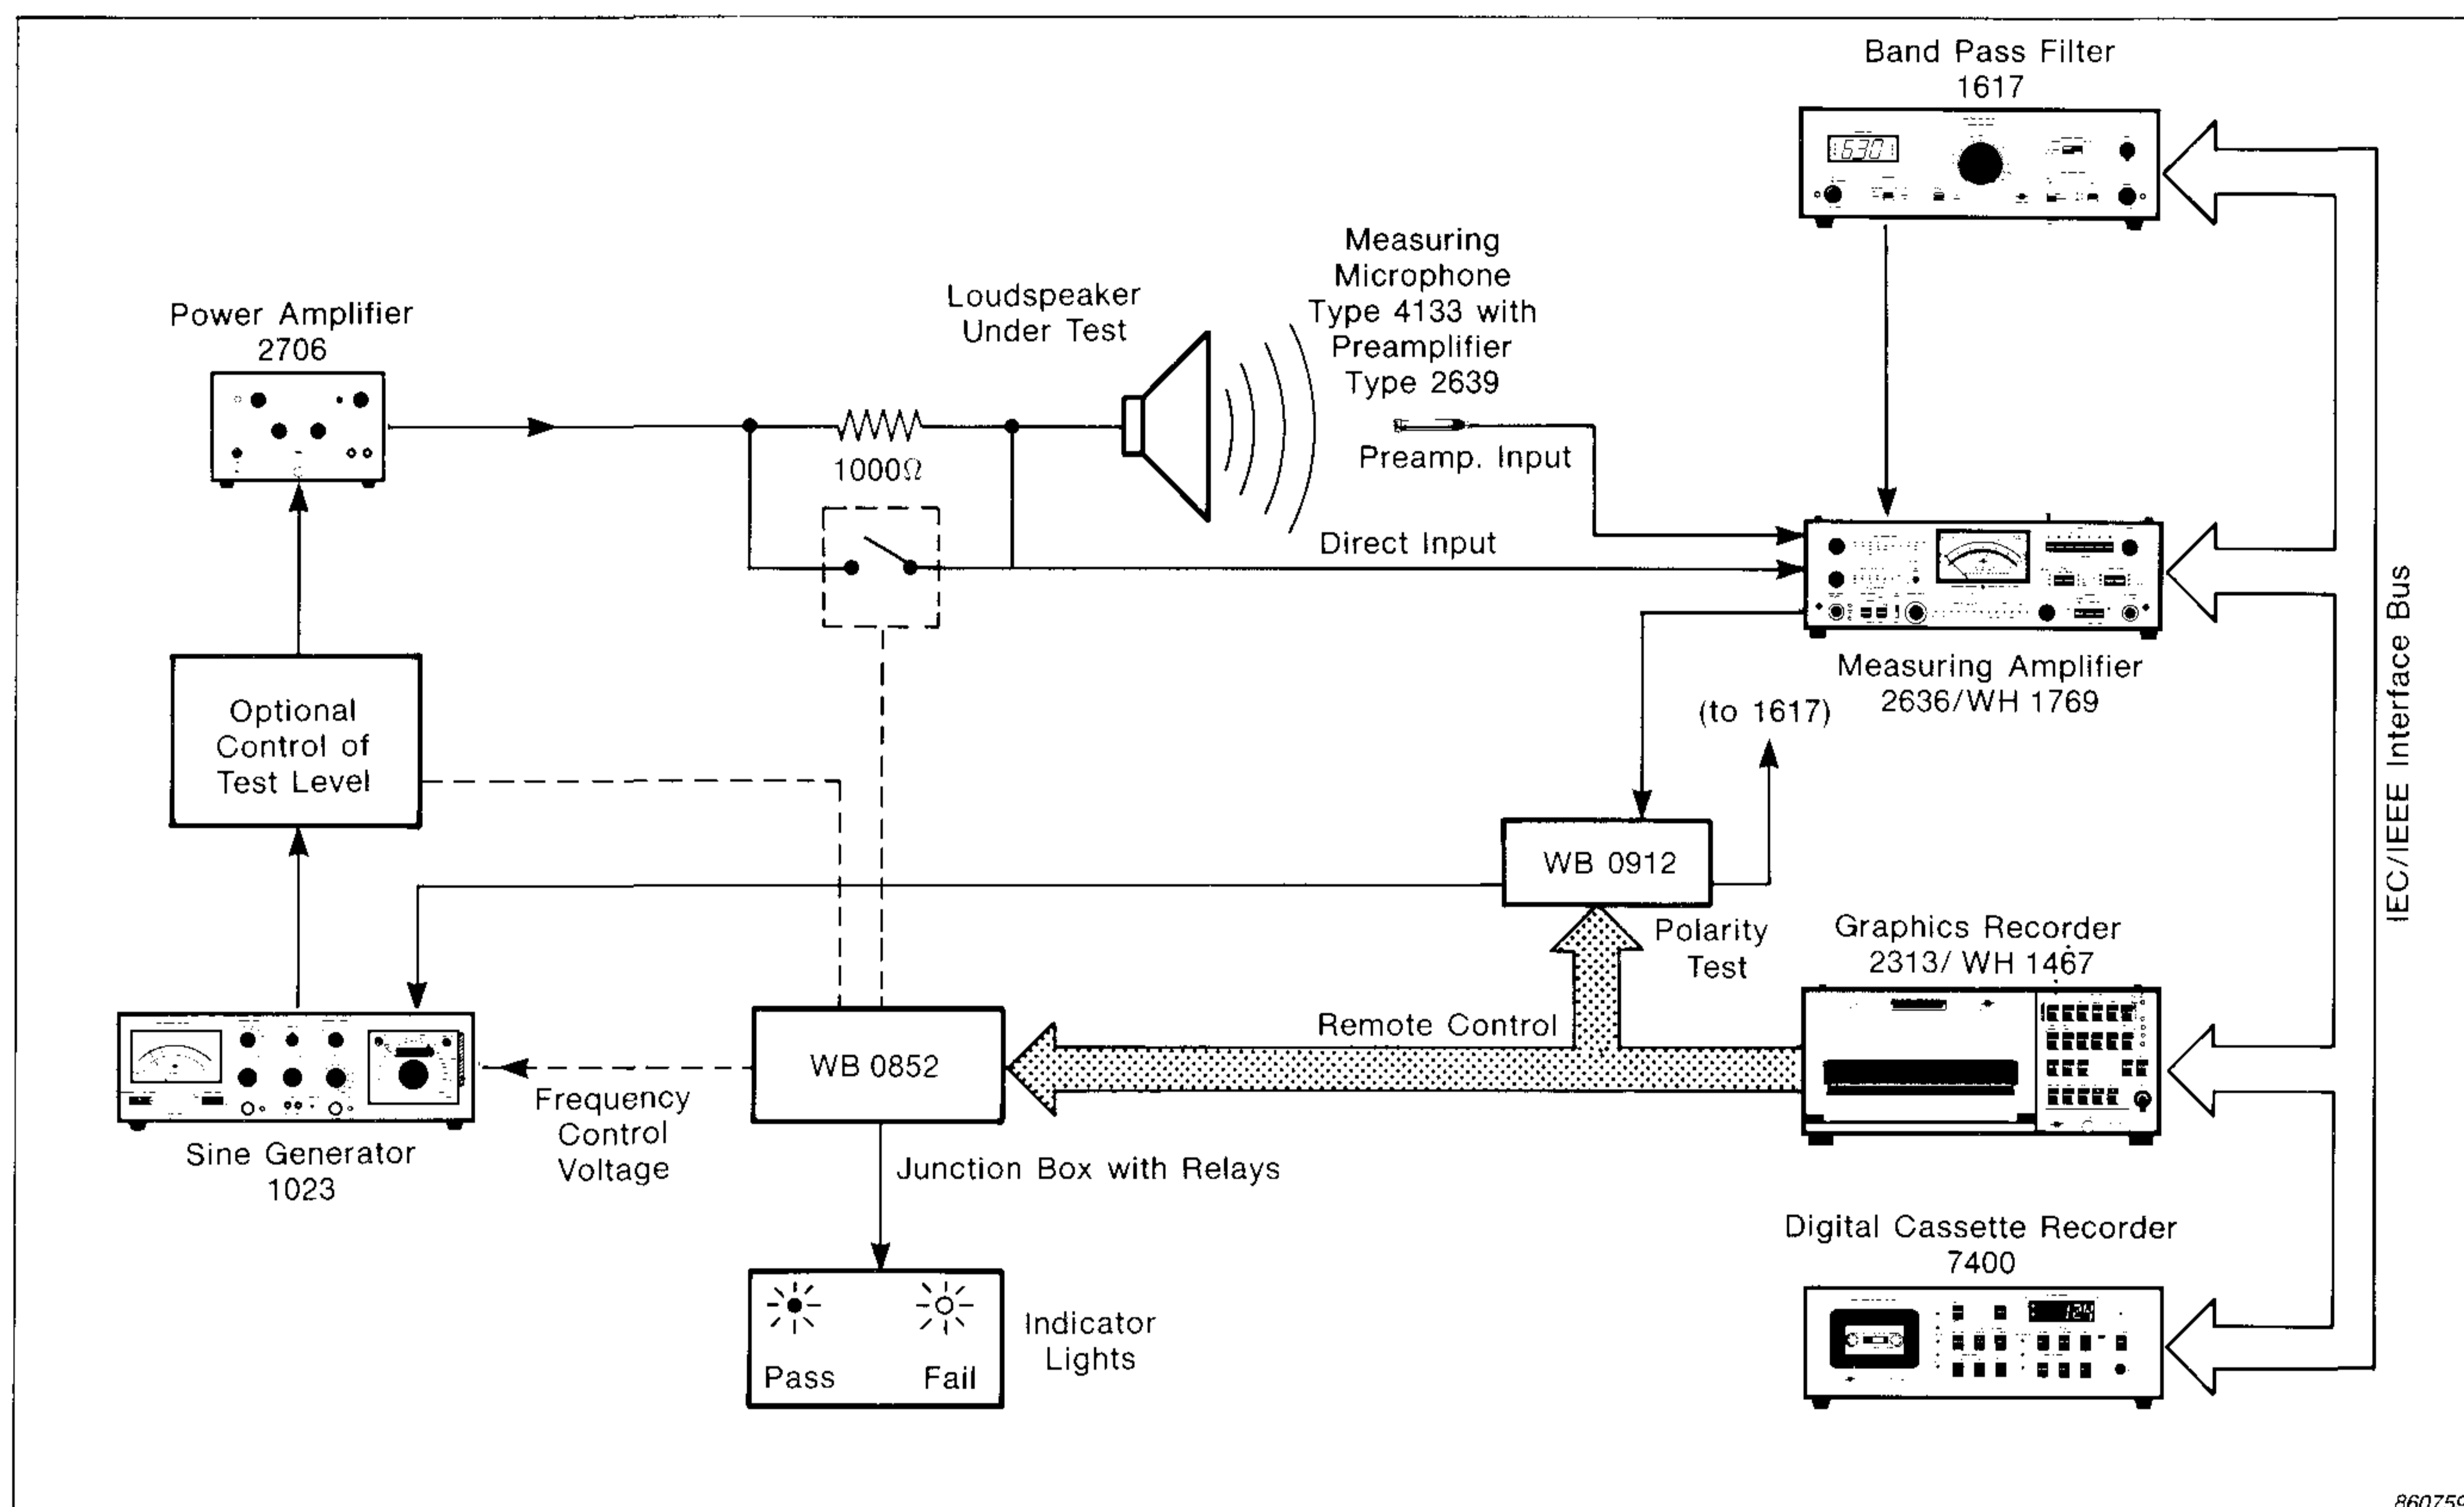 Band Pass Filter
1617
630
Measuring
Microphone
Type 4133 with
Preamplifier
Type 2639
Loudspeaker
Under Test
Power Amplifier
2706
1000Ω
Preamp. Input
Direct Input
Measuring Amplifier
2636/WH 1769
IEC/IEEE Interface Bus
Optional
Control of
Test Level
(to 1617)
WB 0912
Polarity
Test
Graphics Recorder
2313/ WH 1467
Remote Control
WB 0852
Frequency
Control
Voltage
Sine Generator
1023
Junction Box with Relays
Digital Cassette Recorder
7400
124
Indicator
Lights
Pass Fail
860759